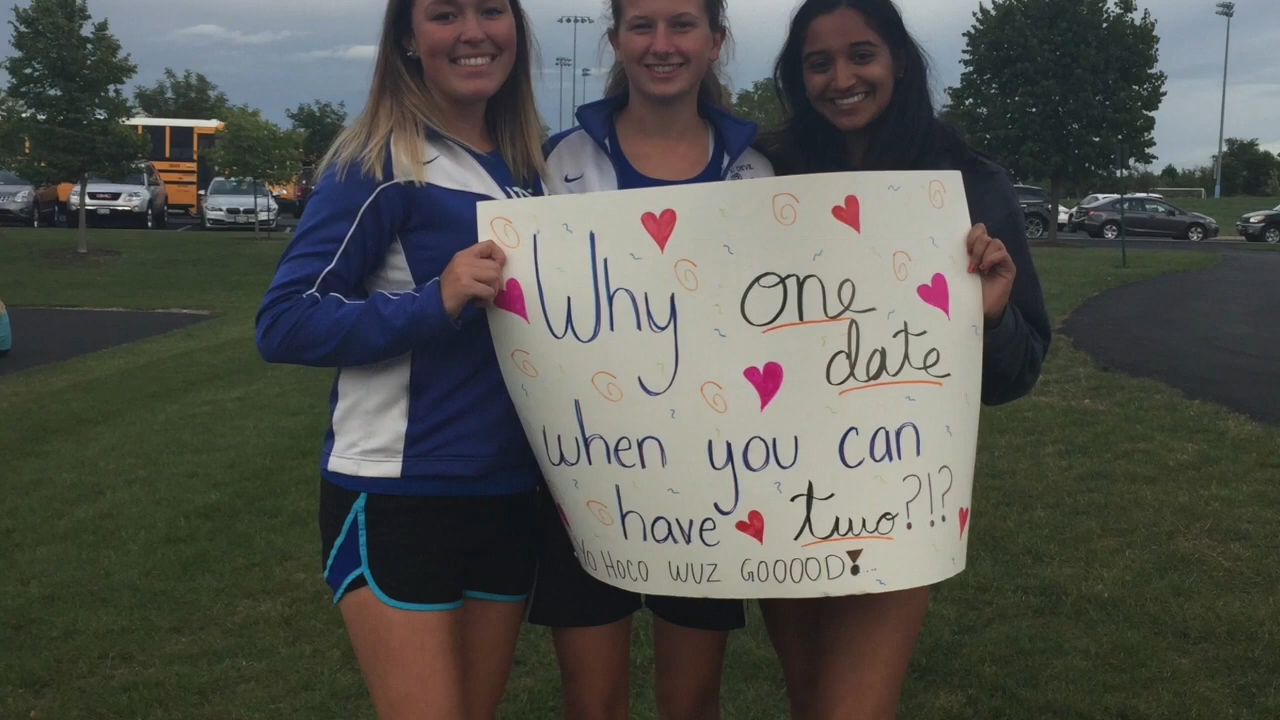 Why one
date
when you can
have two?!?
YO HOCO WUZ GOOOOD!...